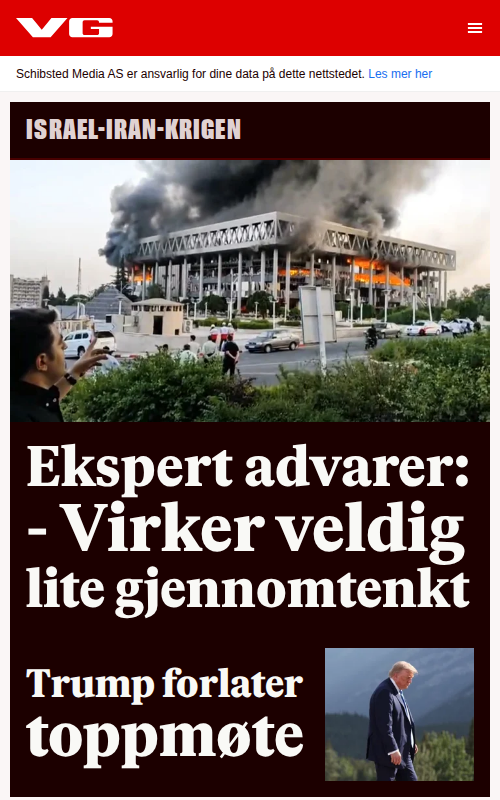 VG
Schibsted Media AS er ansvarlig for dine data på dette nettstedet. Les mer her
ISRAEL-IRAN-KRIGEN
Ekspert advarer:
- Virker veldig
lite gjennomtenkt
Trump forlater
toppmøte